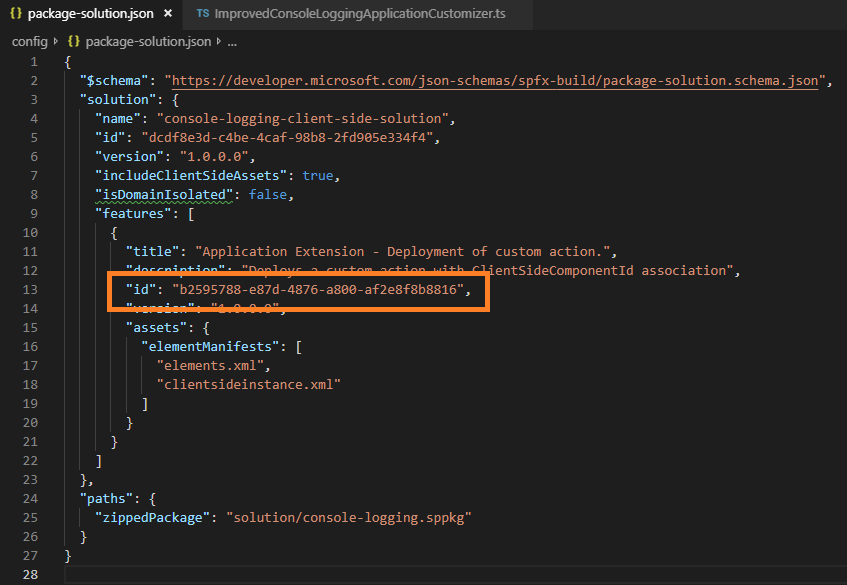 {} package-solution.json × TS ImprovedConsoleLoggingApplicationCustomizer.ts
config {} package-solution.json ...
1 {
2 "$schema": "https://developer.microsoft.com/json-schemas/spfx-build/package-solution.schema.json",
3 "solution": {
4 "name": "console-logging-client-side-solution",
5 "id": "dcdf8e3d-c4be-4caf-98b8-2fd905e334f4",
6 "version": "1.0.0.0",
7 "includeClientSideAssets": true,
8 "isDomainIsolated": false,
9 "features": [
10 {
11 "title": "Application Extension - Deployment of custom action.",
12 "description": "Deploys a custom action with ClientSideComponentId association",
13 "id": "b2595788-e87d-4876-a800-af2e8f8b8816",
14 "version": "1.0.0.0",
15 "assets": {
16 "elementManifests": [
17 "elements.xml",
18 "clientsideinstance.xml"
19 ]
20 }
21 }
22 ]
23 },
24 "paths": {
25 "zippedPackage": "solution/console-logging.sppkg"
26 }
27 }
28